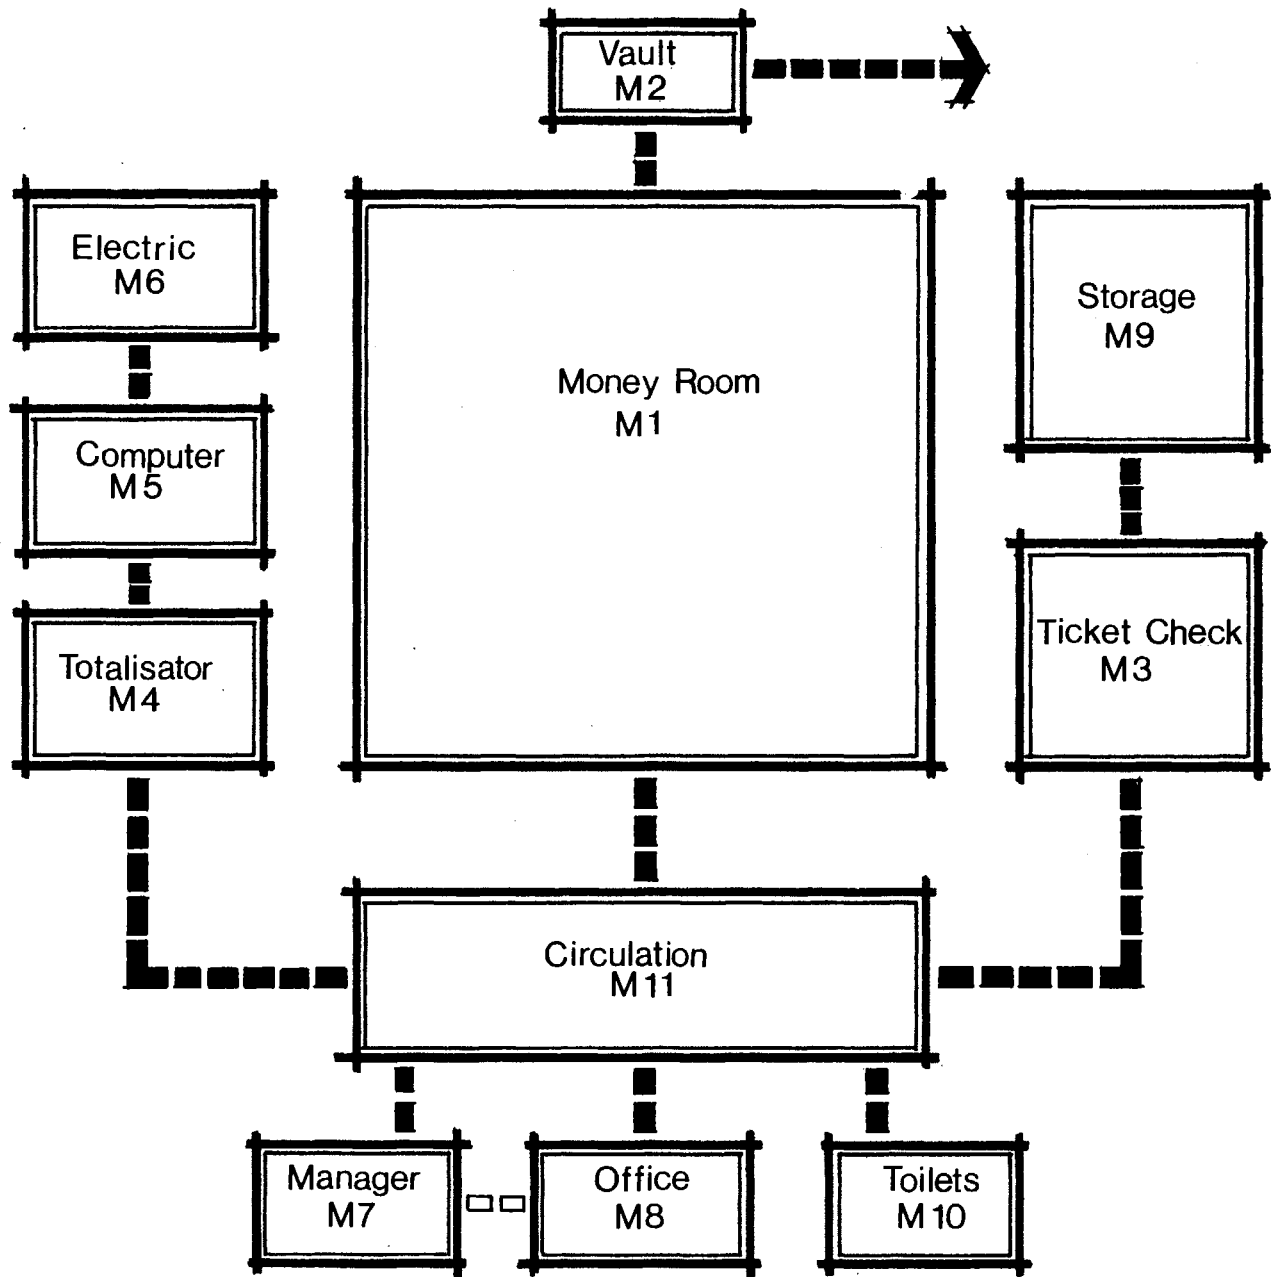 Vault
M2
Electric
M6
Computer
M5
Totalisator
M4
Money Room
M1
Storage
M9
Ticket Check
M3
Circulation
M11
Manager
M7
Office
M8
Toilets
M10